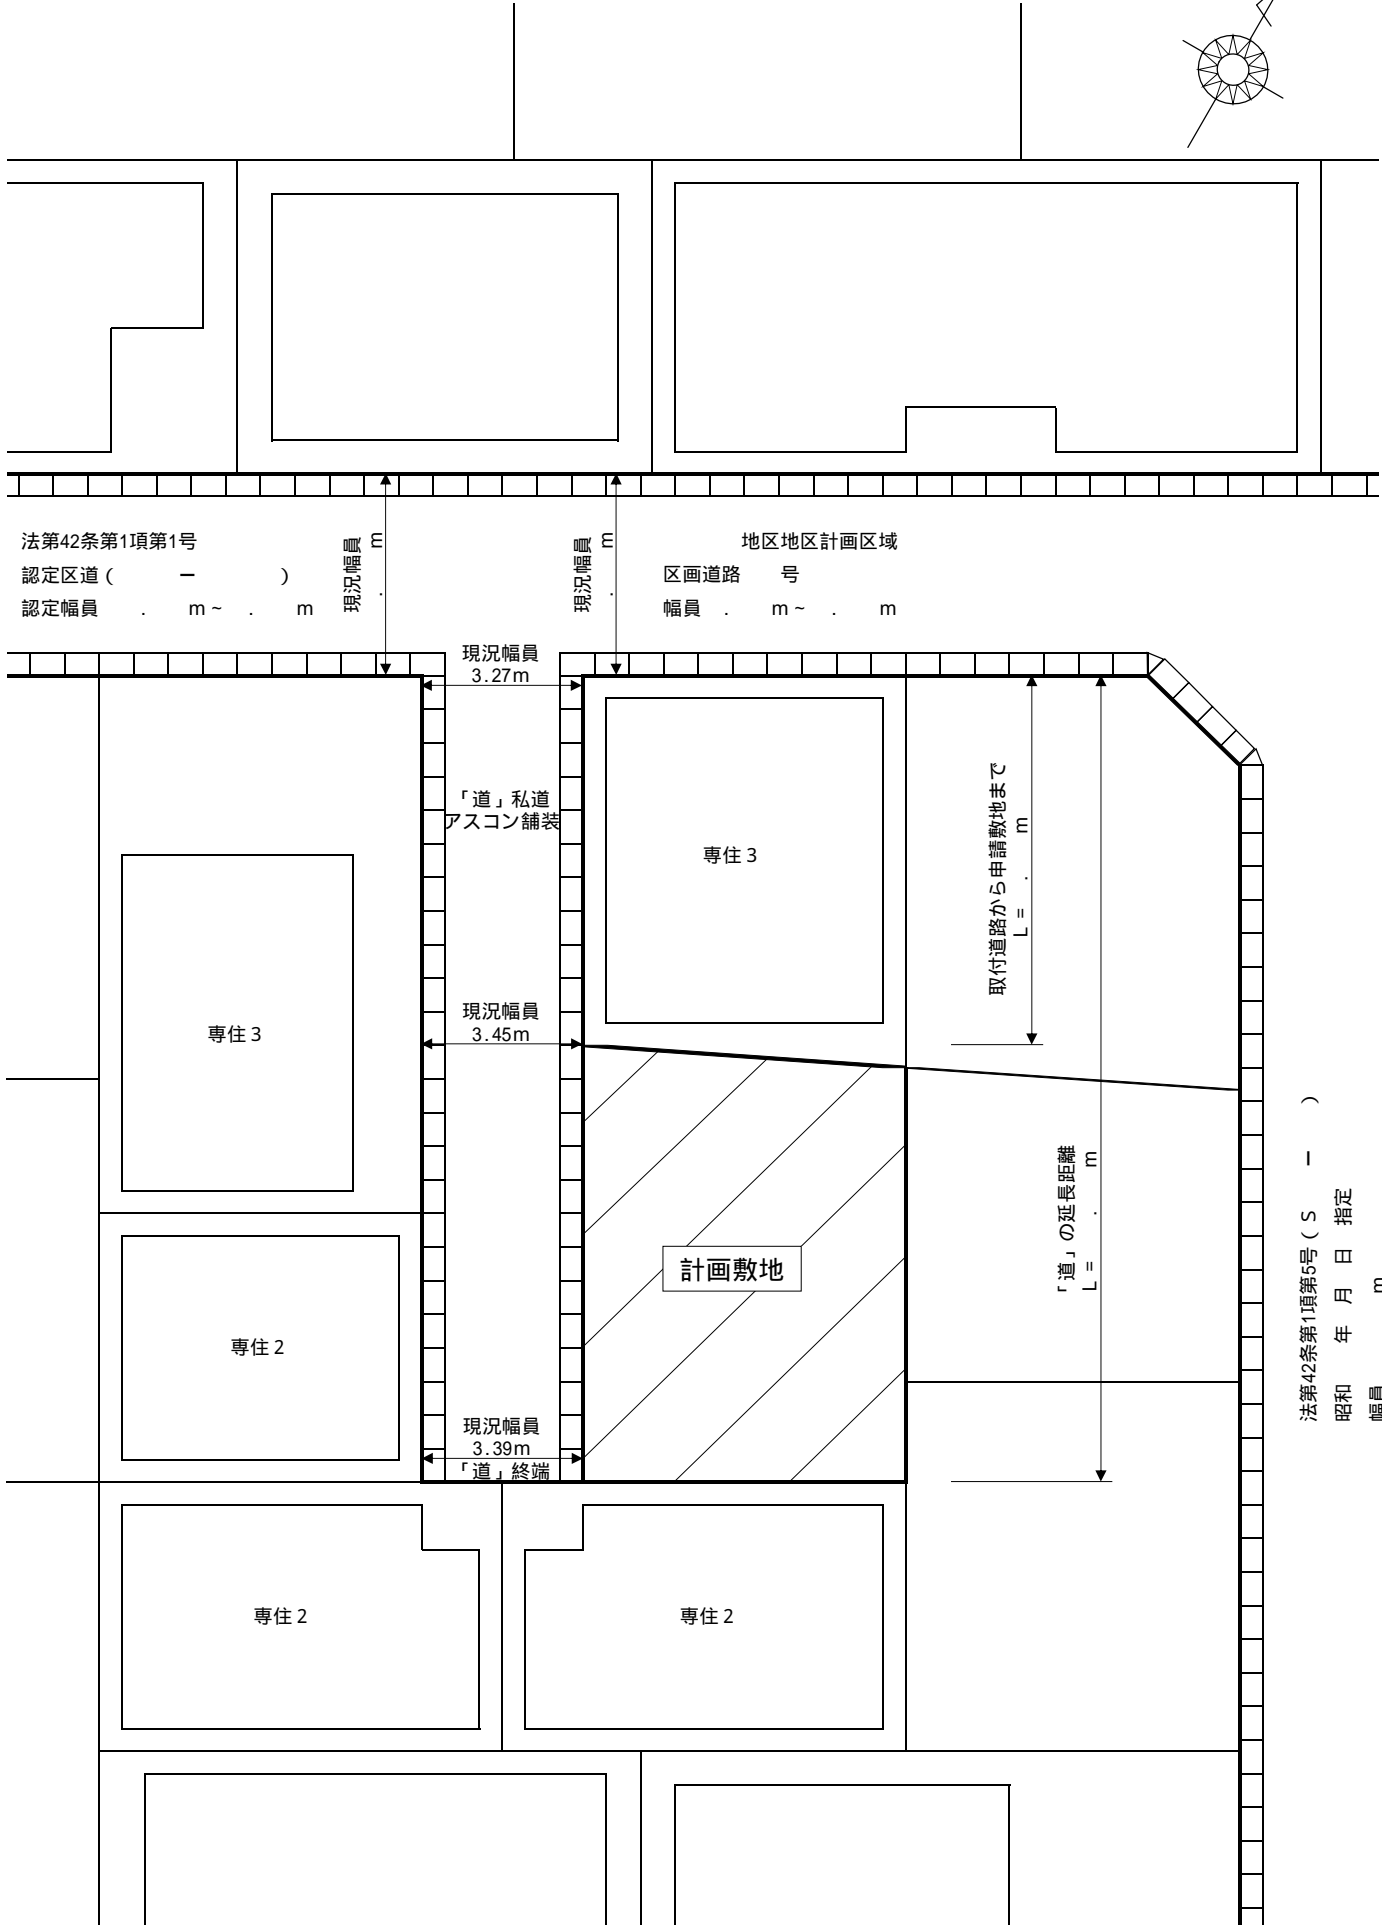 法第42条第1項第1号
認定区道（　　ー　　）
認定幅員　．　m～　．　m
現況幅員
．　m
現況幅員
．　m
地区地区計画区域
区画道路　号
幅員　．　m～　．　m
現況幅員
3.27m
「道」私道
アスコン舗装
専住３
取付道路から申請敷地まで
L＝　．　m
専住３
現況幅員
3.45m
「道」の延長距離
L＝　．　m
計画敷地
専住２
法第42条第1項第5号（S　ー　）
昭和　年　月　日　指定
幅員　m
現況幅員
3.39m
「道」終端
専住２
専住２